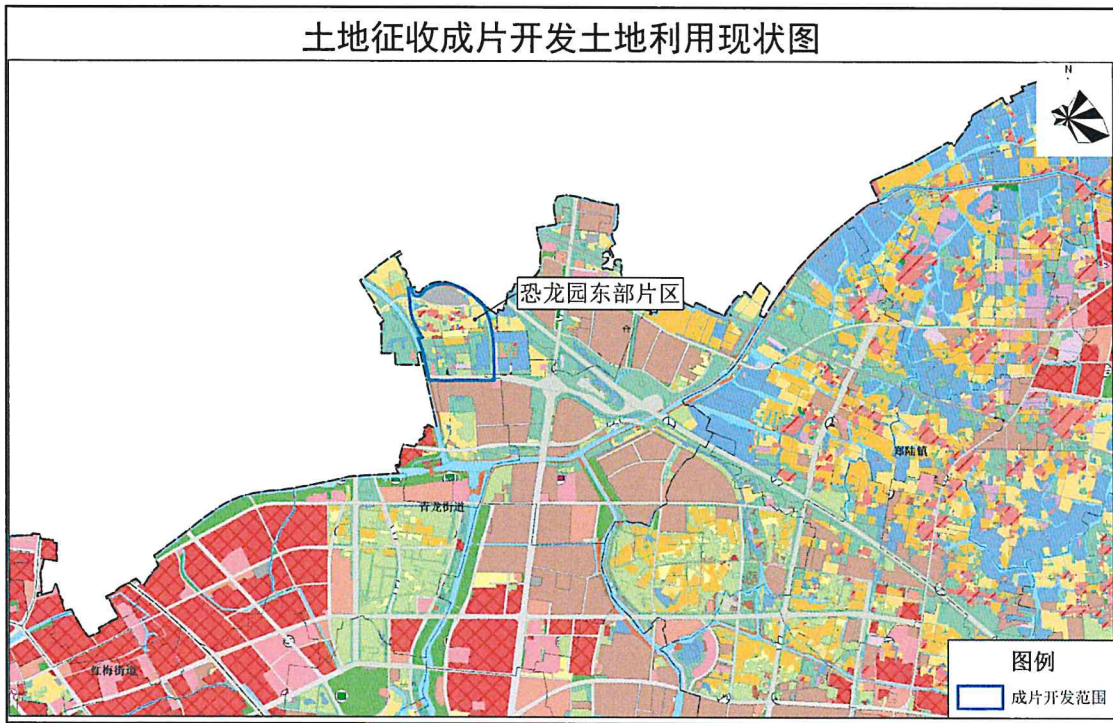 土地征收成片开发土地利用现状图
N
恐龙园东部片区
郑陆镇
青龙街道
红梅街道
图例
成片开发范围